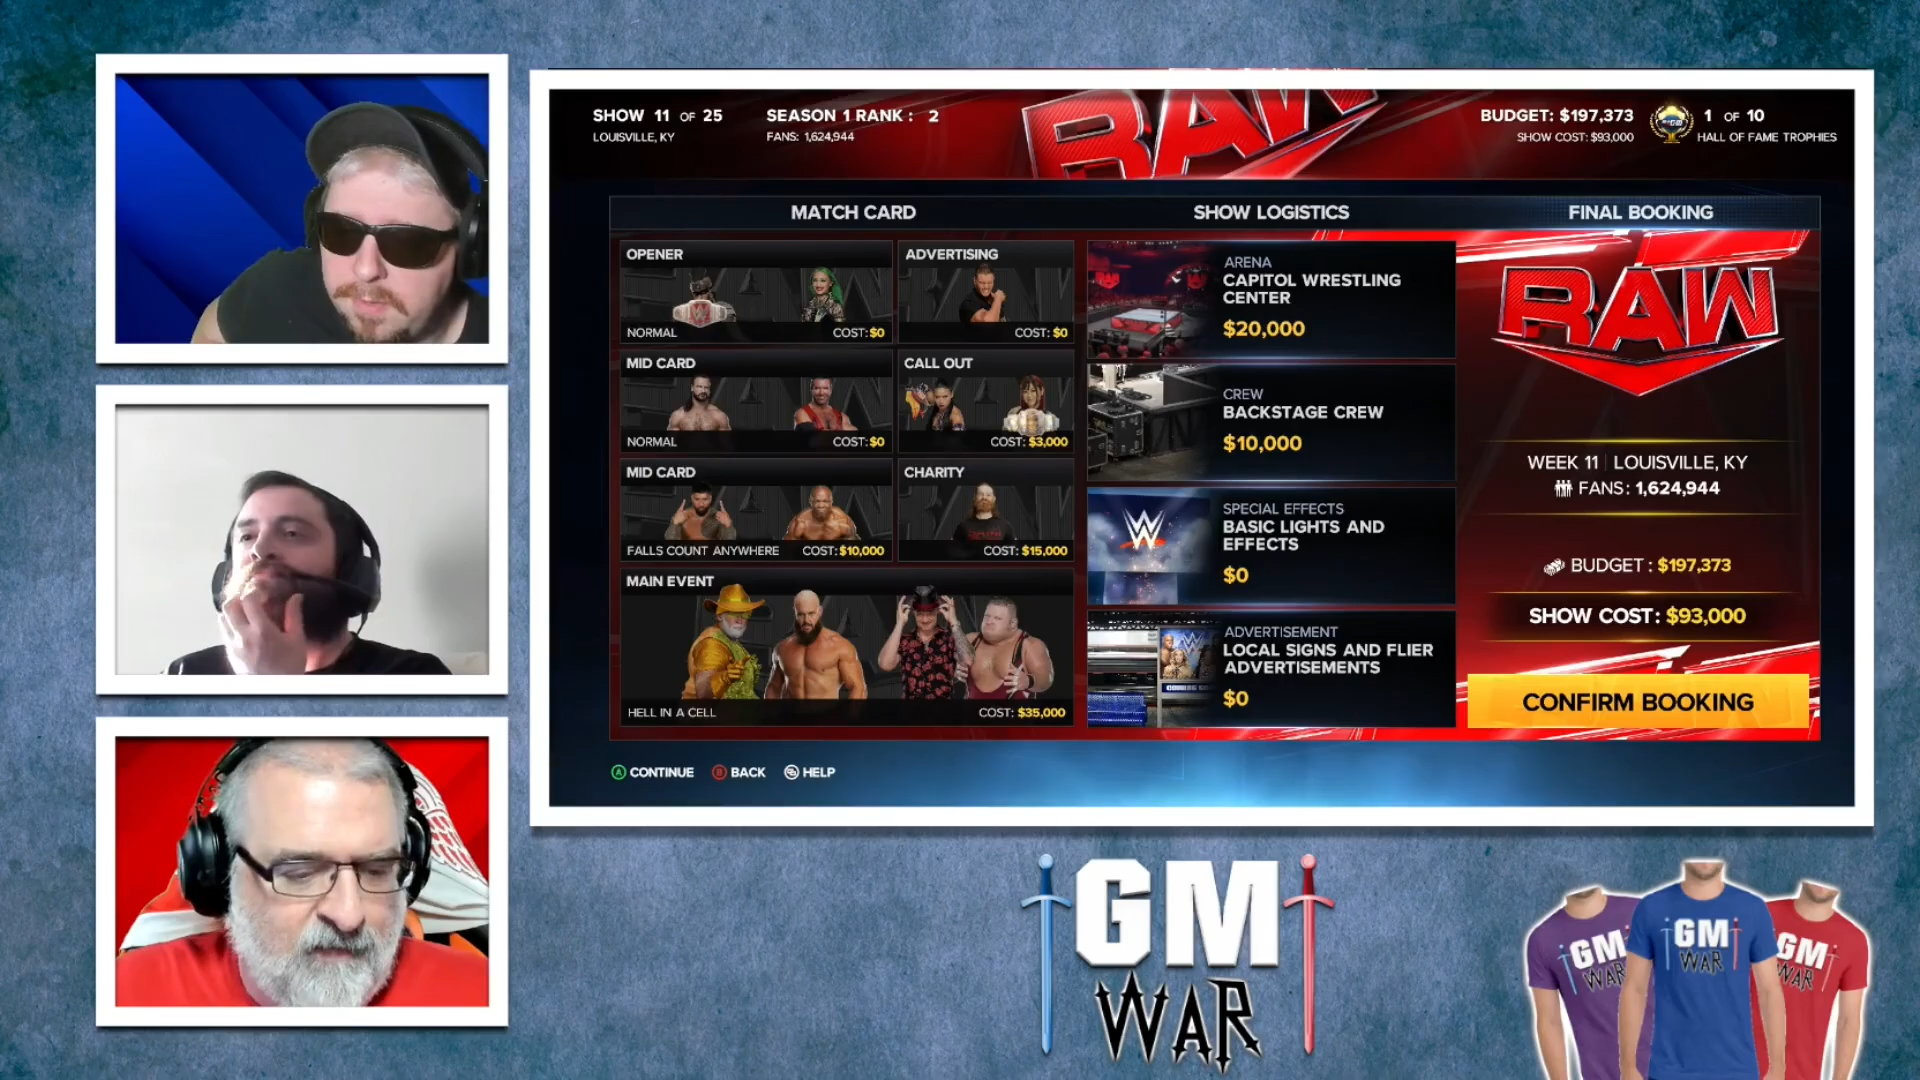 SHOW 11 OF 25
LOUISVILLE, KY
SEASON 1 RANK : 2
FANS: 1,624,944
RAW
BUDGET: $197,373
SHOW COST: $93,000
1 OF 10
HALL OF FAME TROPHIES
MATCH CARD
SHOW LOGISTICS
FINAL BOOKING
OPENER
NORMAL
COST: $0
ADVERTISING
COST: $0
MID CARD
NORMAL
COST: $0
CALL OUT
COST: $3,000
MID CARD
FALLS COUNT ANYWHERE
COST: $10,000
CHARITY
COST: $15,000
MAIN EVENT
HELL IN A CELL
COST: $35,000
ARENA
CAPITOL WRESTLING
CENTER
$20,000
CREW
BACKSTAGE CREW
$10,000
SPECIAL EFFECTS
BASIC LIGHTS AND
EFFECTS
$0
ADVERTISEMENT
LOCAL SIGNS AND FLIER
ADVERTISEMENTS
$0
RAW
WEEK 11 | LOUISVILLE, KY
FANS: 1,624,944
BUDGET : $197,373
SHOW COST: $93,000
CONFIRM BOOKING
A CONTINUE
B BACK
HELP
GM
WAR
GM
WAR
GM
WAR
GM
WAR